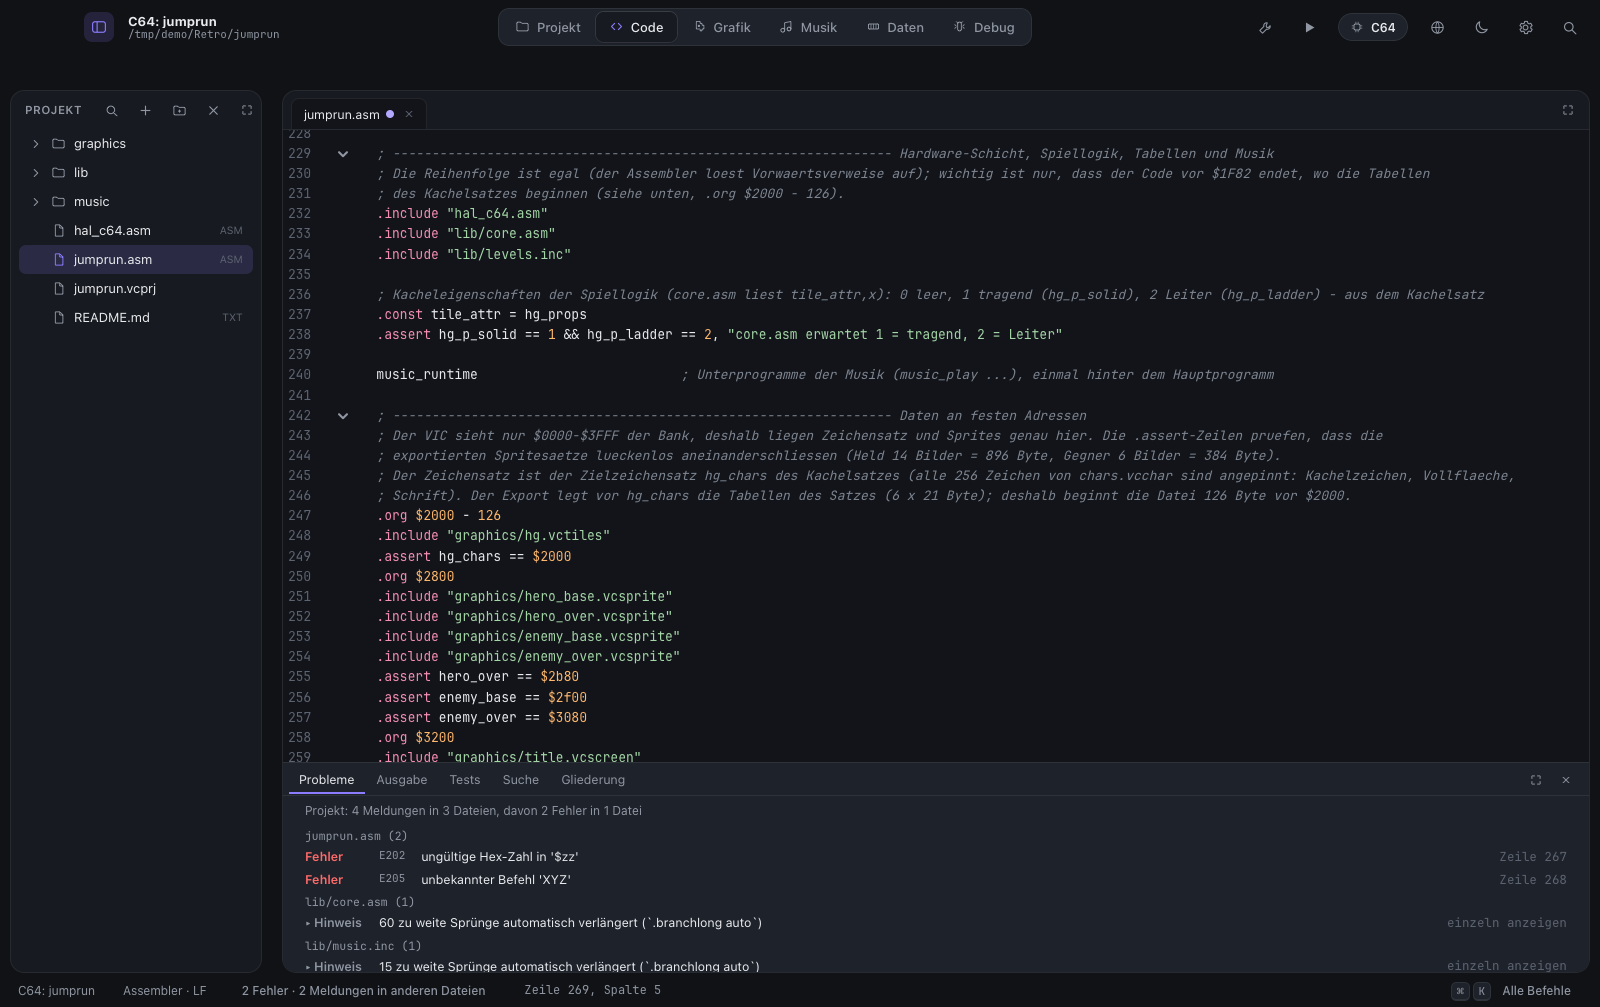 C64: jumprun
/tmp/demo/Retro/jumprun
Projekt
Code
Grafik
Musik
Daten
Debug
C64
PROJEKT
graphics
lib
music
hal_c64.asm ASM
jumprun.asm ASM
jumprun.vcprj
README.md TXT
jumprun.asm
228
229 ; ---------------------------------------------------------------- Hardware-Schicht, Spiellogik, Tabellen und Musik
230 ; Die Reihenfolge ist egal (der Assembler loest Vorwaertsverweise auf); wichtig ist nur, dass der Code vor $1F82 endet, wo die Tabellen
231 ; des Kachelsatzes beginnen (siehe unten, .org $2000 - 126).
232 .include "hal_c64.asm"
233 .include "lib/core.asm"
234 .include "lib/levels.inc"
235
236 ; Kacheleigenschaften der Spiellogik (core.asm liest tile_attr,x): 0 leer, 1 tragend (hg_p_solid), 2 Leiter (hg_p_ladder) - aus dem Kachelsatz
237 .const tile_attr = hg_props
238 .assert hg_p_solid == 1 && hg_p_ladder == 2, "core.asm erwartet 1 = tragend, 2 = Leiter"
239
240 music_runtime ; Unterprogramme der Musik (music_play ...), einmal hinter dem Hauptprogramm
241
242 ; ---------------------------------------------------------------- Daten an festen Adressen
243 ; Der VIC sieht nur $0000-$3FFF der Bank, deshalb liegen Zeichensatz und Sprites genau hier. Die .assert-Zeilen pruefen, dass die
244 ; exportierten Spritesaetze lueckenlos aneinanderschliessen (Held 14 Bilder = 896 Byte, Gegner 6 Bilder = 384 Byte).
245 ; Der Zeichensatz ist der Zielzeichensatz hg_chars des Kachelsatzes (alle 256 Zeichen von chars.vcchar sind angepinnt: Kachelzeichen, Vollflaeche,
246 ; Schrift). Der Export legt vor hg_chars die Tabellen des Satzes (6 x 21 Byte); deshalb beginnt die Datei 126 Byte vor $2000.
247 .org $2000 - 126
248 .include "graphics/hg.vctiles"
249 .assert hg_chars == $2000
250 .org $2800
251 .include "graphics/hero_base.vcsprite"
252 .include "graphics/hero_over.vcsprite"
253 .include "graphics/enemy_base.vcsprite"
254 .include "graphics/enemy_over.vcsprite"
255 .assert hero_over == $2b80
256 .assert enemy_base == $2f00
257 .assert enemy_over == $3080
258 .org $3200
259 .include "graphics/title.vcscreen"
Probleme
Ausgabe
Tests
Suche
Gliederung
Projekt: 4 Meldungen in 3 Dateien, davon 2 Fehler in 1 Datei
jumprun.asm (2)
Fehler E202 ungültige Hex-Zahl in '$zz' Zeile 267
Fehler E205 unbekannter Befehl 'XYZ' Zeile 268
lib/core.asm (1)
Hinweis 60 zu weite Sprünge automatisch verlängert (`.branchlong auto`) einzeln anzeigen
lib/music.inc (1)
Hinweis 15 zu weite Sprünge automatisch verlängert (`.branchlong auto`) einzeln anzeigen
C64: jumprun
Assembler · LF
2 Fehler · 2 Meldungen in anderen Dateien
Zeile 269, Spalte 5
⌘ K Alle Befehle